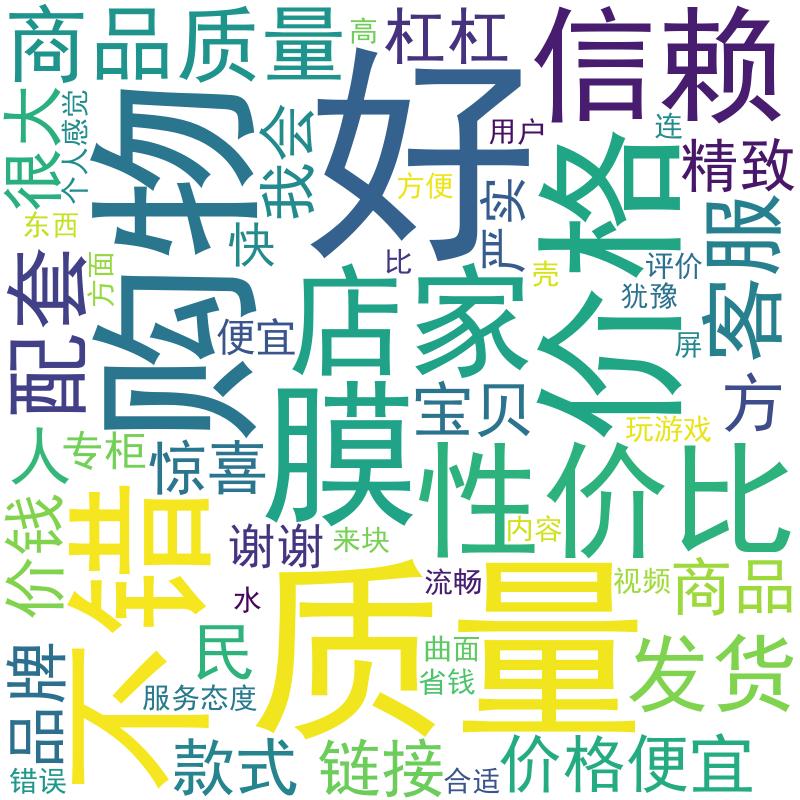 商品质量
高
杠杠
信赖
很大
个人感觉
购物
我会
好
用户
连
精致
价格
东西
方便
严实
客服
方面
快
比
壳
评价
犹豫
配套
便宜
店家
屏
方
膜
宝贝
玩游戏
人
专柜
惊喜
性价比
价钱
不错
谢谢
来块
内容
水
质量
流畅
视频
商品
民
曲面
省钱
发货
品牌
服务态度
款式
链接
价格便宜
错误
合适